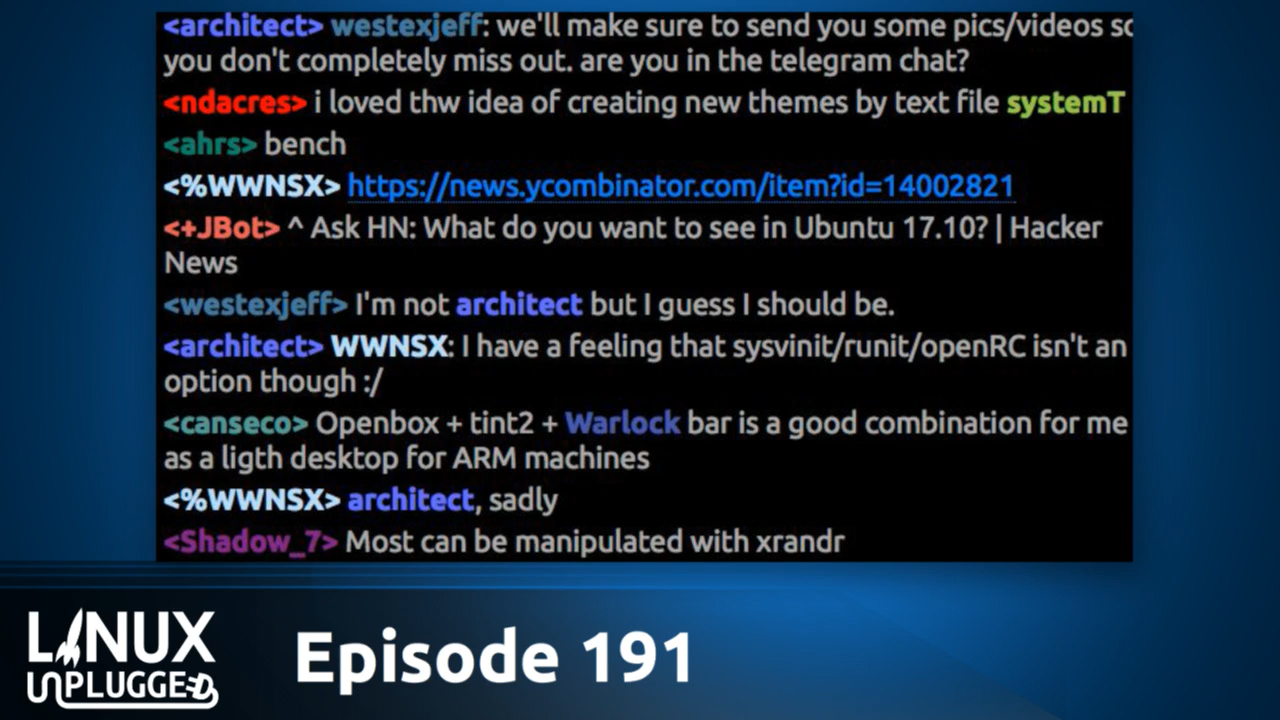 <architect> westexjeff: we'll make sure to send you some pics/videos so
you don't completely miss out. are you in the telegram chat?
<ndacres> i loved thw idea of creating new themes by text file systemT
<ahrs> bench
<%WWNSX> https://news.ycombinator.com/item?id=14002821
<+JBot> ^ Ask HN: What do you want to see in Ubuntu 17.10? | Hacker
News
<westexjeff> I'm not architect but I guess I should be.
<architect> WWNSX: I have a feeling that sysvinit/runit/openRC isn't an
option though :/
<canseco> Openbox + tint2 + Warlock bar is a good combination for me
as a ligth desktop for ARM machines
<%WWNSX> architect, sadly
<Shadow_7> Most can be manipulated with xrandr
LINUX
UNPLUGGED
Episode 191